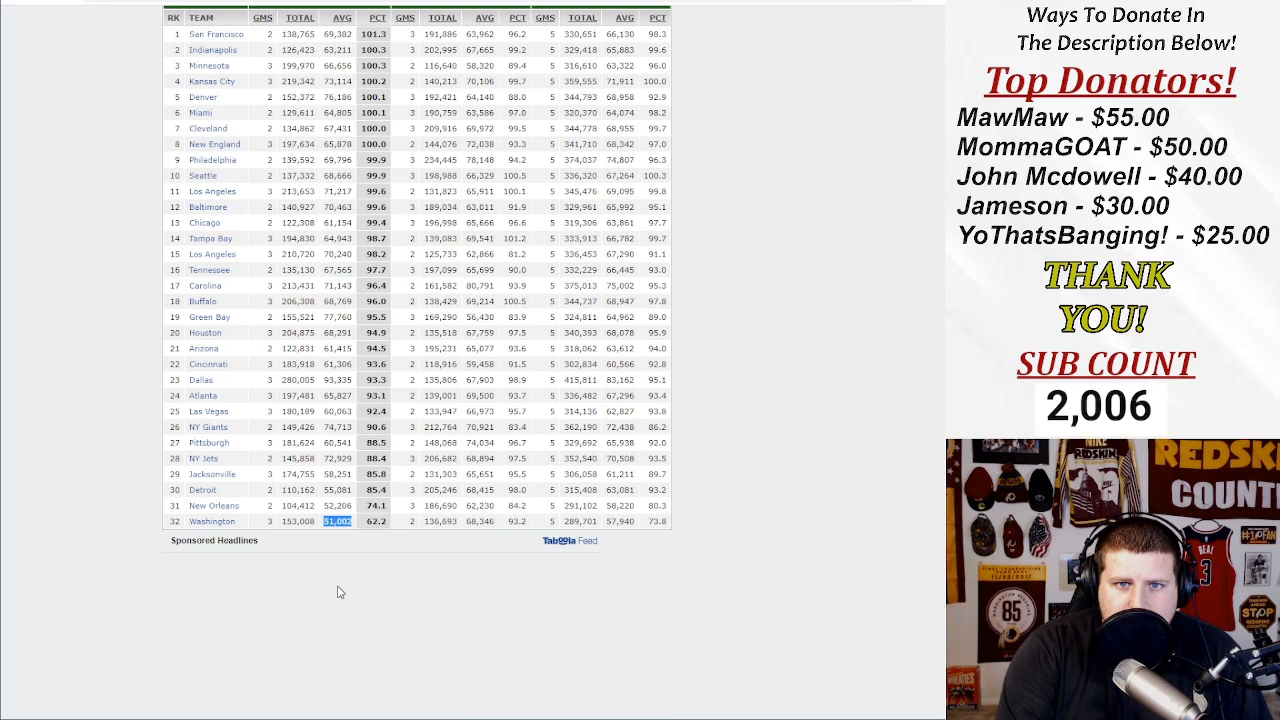 RK TEAM GMS TOTAL AVG PCT GMS TOTAL AVG PCT GMS TOTAL AVG PCT
1 San Francisco 2 138,765 69,382 101.3 3 191,886 63,962 96.2 5 330,651 66,130 98.3
2 Indianapolis 2 126,423 63,211 100.3 3 202,995 67,665 99.2 5 329,418 65,883 99.6
3 Minnesota 3 199,970 66,656 100.3 2 116,640 58,320 89.4 5 316,610 63,322 96.0
4 Kansas City 3 219,342 73,114 100.2 2 140,213 70,106 99.7 5 359,555 71,911 100.0
5 Denver 2 152,372 76,186 100.1 3 192,421 64,140 88.0 5 344,793 68,958 92.9
6 Miami 2 129,611 64,805 100.1 3 190,759 63,586 97.0 5 320,370 64,074 98.2
7 Cleveland 2 134,862 67,431 100.0 3 209,916 69,972 99.5 5 344,778 68,955 99.7
8 New England 3 197,634 65,878 100.0 2 144,076 72,038 93.3 5 341,710 68,342 97.0
9 Philadelphia 2 139,592 69,796 99.9 3 234,445 78,148 94.2 5 374,037 74,807 96.3
10 Seattle 2 137,332 68,666 99.9 3 198,988 66,329 100.5 5 336,320 67,264 100.3
11 Los Angeles 3 213,653 71,217 99.6 2 131,823 65,911 100.1 5 345,476 69,095 99.8
12 Baltimore 2 140,927 70,463 99.6 3 189,034 63,011 91.9 5 329,961 65,992 95.1
13 Chicago 2 122,308 61,154 99.4 3 196,998 65,666 96.6 5 319,306 63,861 97.7
14 Tampa Bay 3 194,830 64,943 98.7 2 139,083 69,541 101.2 5 333,913 66,782 99.7
15 Los Angeles 3 210,720 70,240 98.2 2 125,733 62,866 81.2 5 336,453 67,290 91.1
16 Tennessee 2 135,130 67,565 97.7 3 197,099 65,699 90.0 5 332,229 66,445 93.0
17 Carolina 3 213,431 71,143 96.4 2 161,582 80,791 93.9 5 375,013 75,002 95.3
18 Buffalo 3 206,308 68,769 96.0 2 138,429 69,214 100.5 5 344,737 68,947 97.8
19 Green Bay 2 155,521 77,760 95.5 3 169,290 56,430 83.9 5 324,811 64,962 89.0
20 Houston 3 204,875 68,291 94.9 2 135,518 67,759 97.5 5 340,393 68,078 95.9
21 Arizona 2 122,831 61,415 94.5 3 195,231 65,077 93.6 5 318,062 63,612 94.0
22 Cincinnati 3 183,918 61,306 93.6 2 118,916 59,458 91.5 5 302,834 60,566 92.8
23 Dallas 3 280,005 93,335 93.3 2 135,806 67,903 98.9 5 415,811 83,162 95.1
24 Atlanta 3 197,481 65,827 93.1 2 139,001 69,500 93.7 5 336,482 67,296 93.4
25 Las Vegas 3 180,189 60,063 92.4 2 133,947 66,973 95.7 5 314,136 62,827 93.8
26 NY Giants 2 149,426 74,713 90.6 3 212,764 70,921 83.4 5 362,190 72,438 86.2
27 Pittsburgh 3 181,624 60,541 88.5 2 148,068 74,034 96.7 5 329,692 65,938 92.0
28 NY Jets 2 145,858 72,929 88.4 3 206,682 68,894 97.5 5 352,540 70,508 93.5
29 Jacksonville 3 174,755 58,251 85.8 2 131,303 65,651 95.5 5 306,058 61,211 89.7
30 Detroit 2 110,162 55,081 85.4 3 205,246 68,415 98.0 5 315,408 63,081 93.2
31 New Orleans 2 104,412 52,206 74.1 3 186,690 62,230 84.2 5 291,102 58,220 80.3
32 Washington 3 153,008 51,002 62.2 2 136,693 68,346 93.2 5 289,701 57,940 73.8
Sponsored Headlines
Taboola Feed
Ways To Donate In
The Description Below!
Top Donators!
MawMaw - $55.00
MommaGOAT - $50.00
John Mcdowell - $40.00
Jameson - $30.00
YoThatsBanging! - $25.00
THANK
YOU!
SUB COUNT
2,006
NIKE
REDSKIN
REDSK
COUNT
85
REAL
3
#1 FAN
STOP
WHEATIES